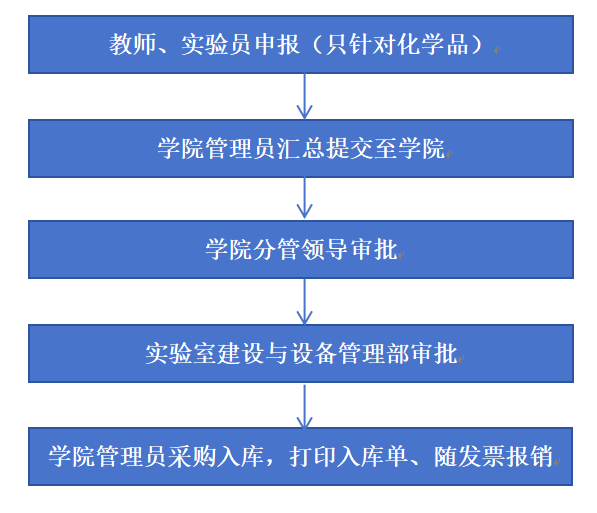 教师、实验员申报（只针对化学品）
学院管理员汇总提交至学院
学院分管领导审批
实验室建设与设备管理部审批
学院管理员采购入库，打印入库单、随发票报销